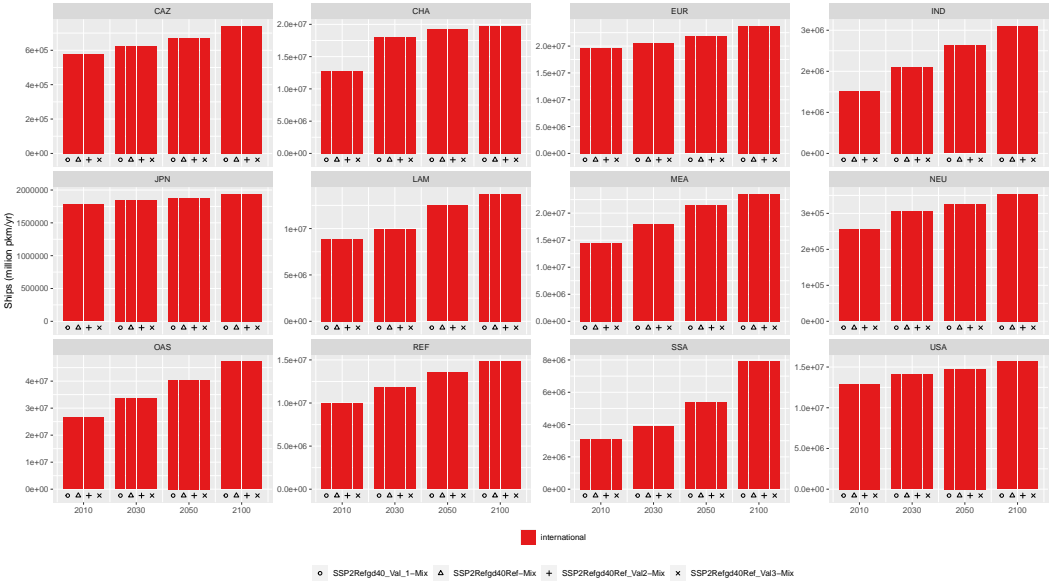 CAZ CHA EUR IND
6e+05 2.0e+07 2.0e+07 3e+06
4e+05 1.5e+07 1.5e+07 2e+06
2e+05 1.0e+07 1.0e+07 1e+06
0e+00 5.0e+06 5.0e+06 0e+00
0.0e+00 0.0e+00
JPN LAM MEA NEU
Ships (million pkm/yr)
2000000 1e+07 2.0e+07 3e+05
1500000 5e+06 1.5e+07 2e+05
1000000 0e+00 1.0e+07 1e+05
500000 5.0e+06 0e+00
0 0.0e+00
OAS REF SSA USA
4e+07 1.5e+07 8e+06 1.5e+07
3e+07 1.0e+07 6e+06 1.0e+07
2e+07 5.0e+06 4e+06 5.0e+06
1e+07 0.0e+00 2e+06 0.0e+00
0e+00 0e+00
2010 2030 2050 2100 2010 2030 2050 2100 2010 2030 2050 2100 2010 2030 2050 2100
international
SSP2Refgd40_Val_1−Mix SSP2Refgd40Ref−Mix SSP2Refgd40Ref_Val2−Mix SSP2Refgd40Ref_Val3−Mix